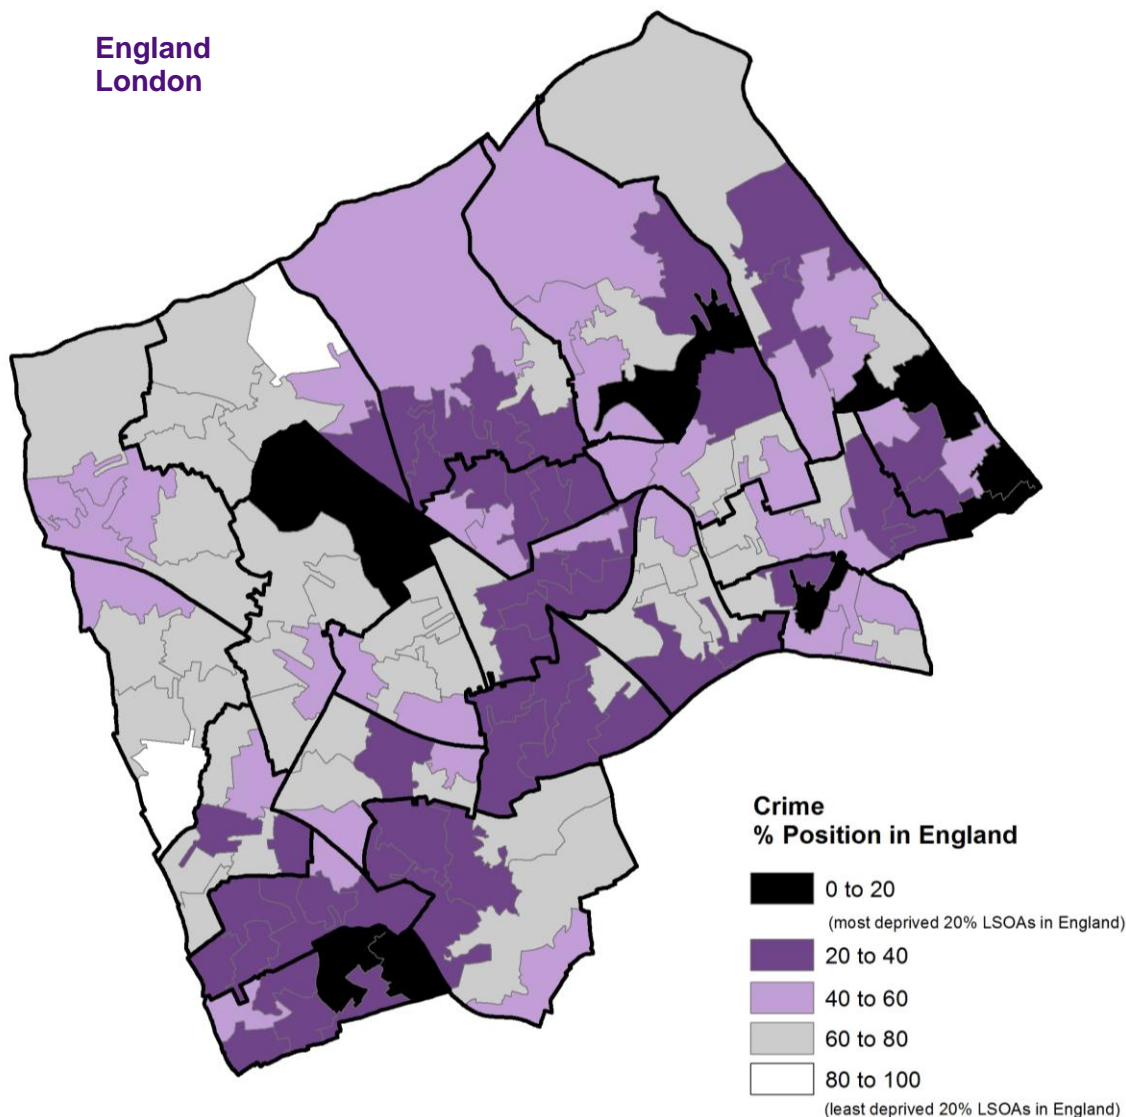 England
London
Crime
% Position in England
0 to 20
(most deprived 20% LSOAs in England)
20 to 40
40 to 60
60 to 80
80 to 100
(least deprived 20% LSOAs in England)